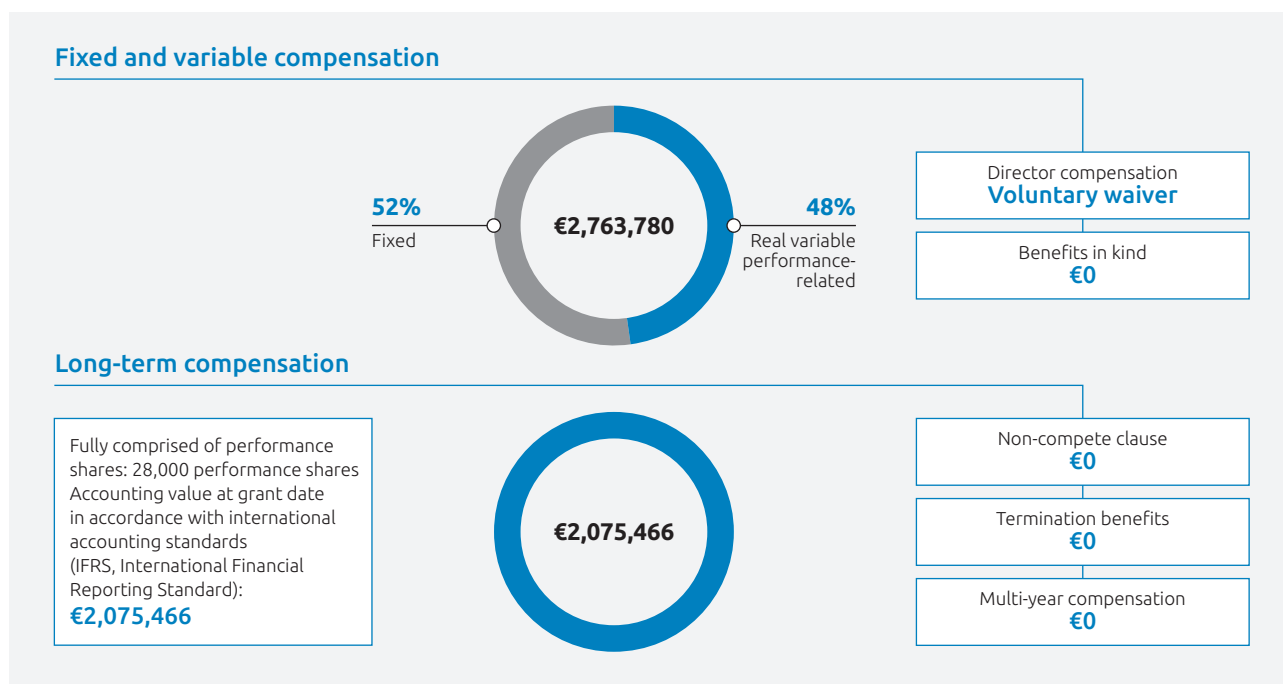 Fixed and variable compensation
52%
Fixed
€2,763,780
48%
Real variable
performance-
related
Director compensation
Voluntary waiver
Benefits in kind
€0
Long-term compensation
Fully comprised of performance
shares: 28,000 performance shares
Accounting value at grant date
in accordance with international
accounting standards
(IFRS, International Financial
Reporting Standard):
€2,075,466
€2,075,466
Non-compete clause
€0
Termination benefits
€0
Multi-year compensation
€0